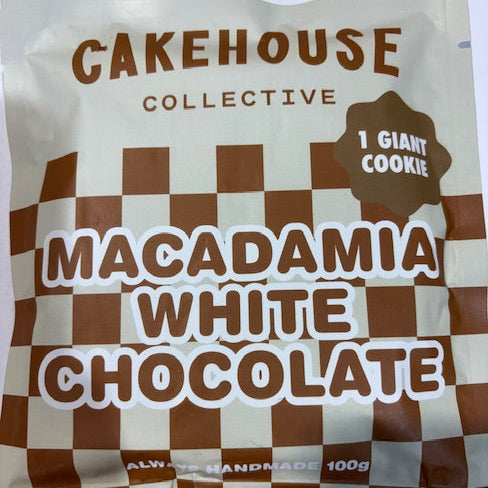 CAKEHOUSE
COLLECTIVE
1 GIANT
COOKIE
MACADAMIA
WHITE
CHOCOLATE
ALWAYS HANDMADE 100g